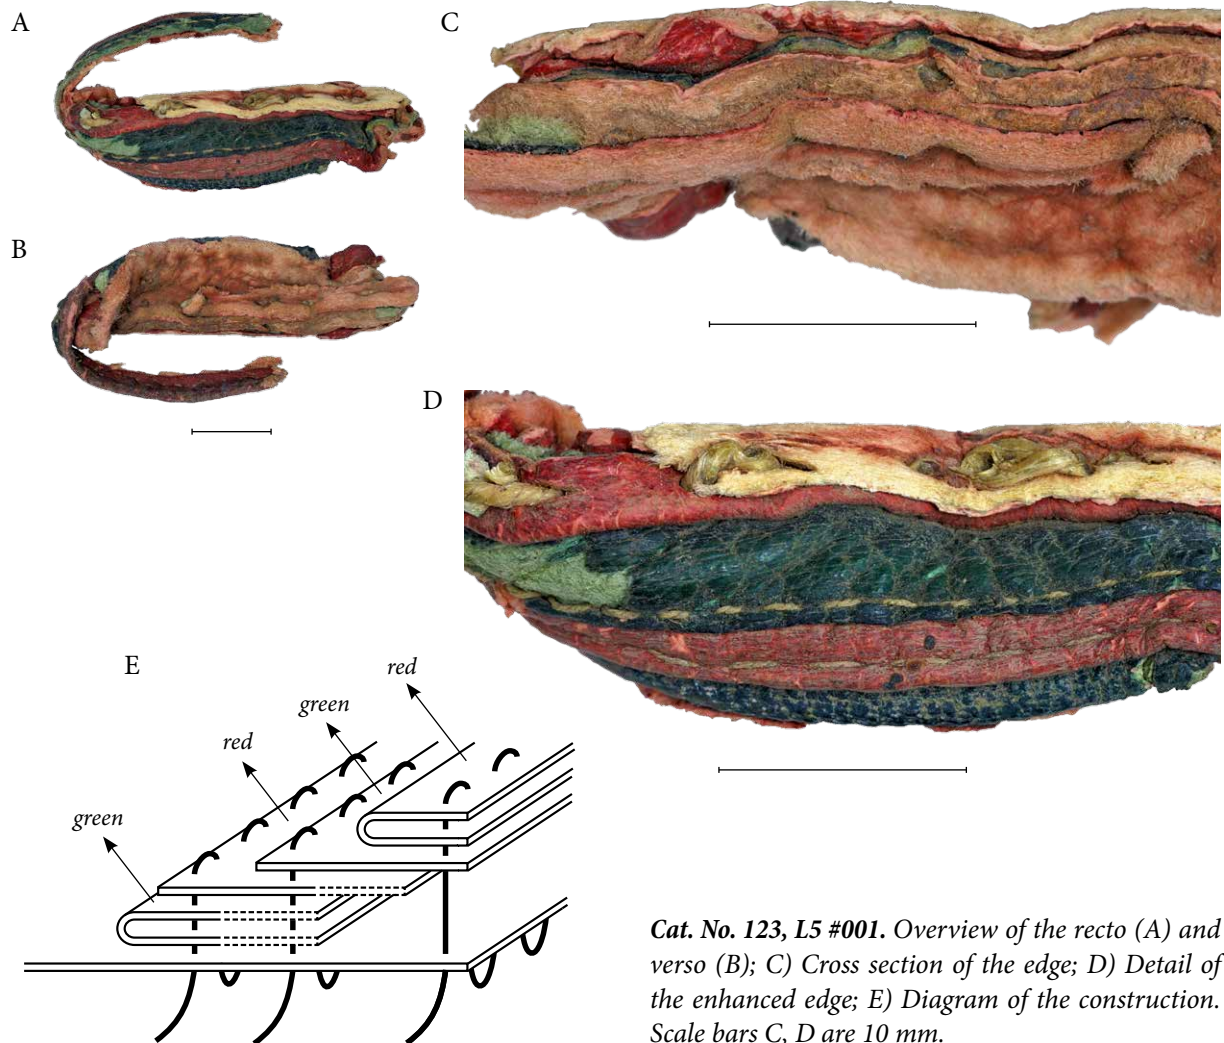 A
C
B
D
E
red
green
red
green
Cat. No. 123, L5 #001. Overview of the recto (A) and
verso (B); C) Cross section of the edge; D) Detail of
the enhanced edge; E) Diagram of the construction.
Scale bars C, D are 10 mm.